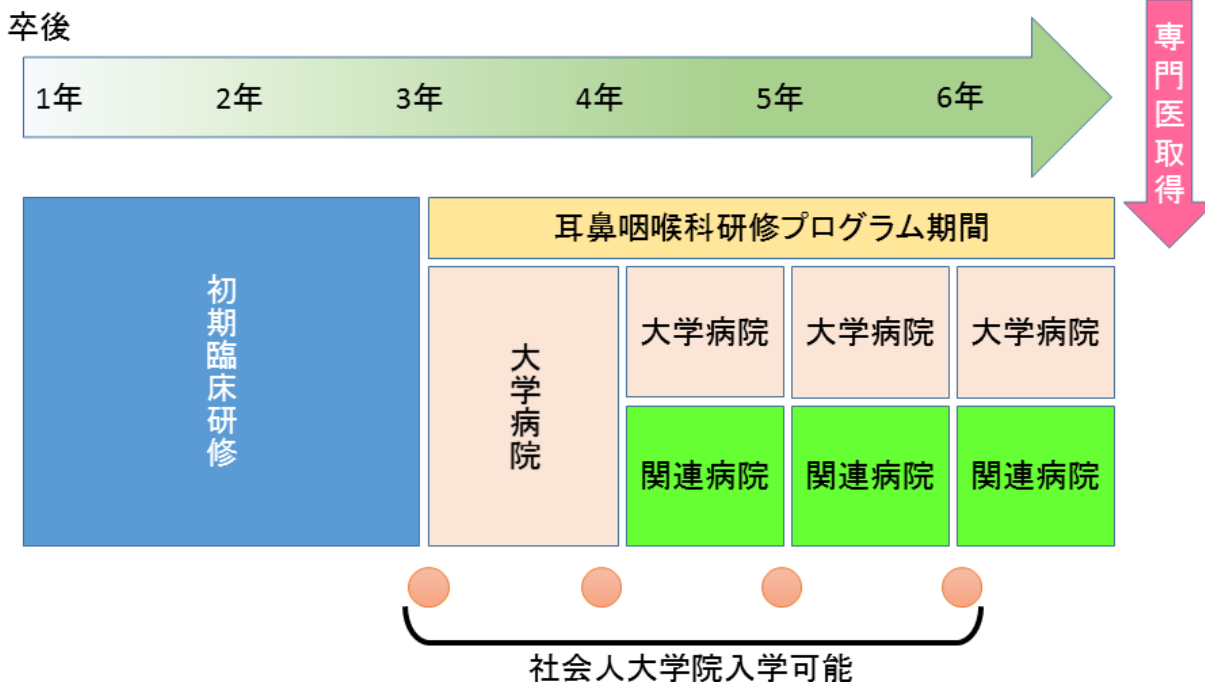 卒後
1年 2年 3年 4年 5年 6年
専門医取得
初期臨床研修
耳鼻咽喉科研修プログラム期間
大学病院
大学病院 大学病院 大学病院
関連病院 関連病院 関連病院
社会人大学院入学可能